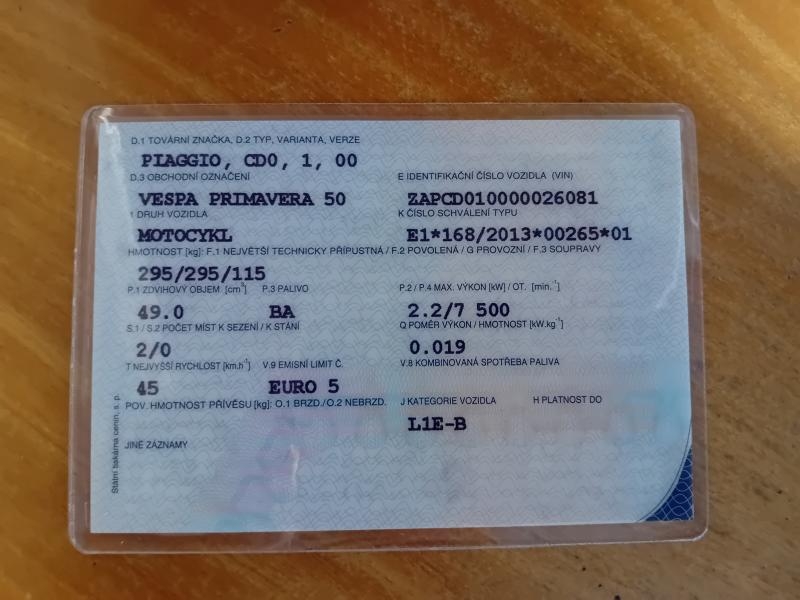 D.1 TOVÁRNÍ ZNAČKA, D.2 TYP, VARIANTA, VERZE
PIAGGIO, CD0, 1, 00
D.3 OBCHODNÍ OZNAČENÍ E IDENTIFIKAČNÍ ČÍSLO VOZIDLA (VIN)
VESPA PRIMAVERA 50 ZAPCD010000026081
1 DRUH VOZIDLA K ČÍSLO SCHVÁLENÍ TYPU
MOTOCYKL E1*168/2013*00265*01
HMOTNOST [kg]: F.1 NEJVĚTŠÍ TECHNICKY PŘÍPUSTNÁ / F.2 POVOLENÁ / G PROVOZNÍ / F.3 SOUPRAVY
295/295/115
P.1 ZDVIHOVÝ OBJEM [cm³] P.3 PALIVO P.2 / P.4 MAX. VÝKON [kW] / OT. [min.⁻¹]
49.0 BA 2.2/7 500
S.1 / S.2 POČET MÍST K SEZENÍ / K STÁNÍ Q POMĚR VÝKON / HMOTNOST [kW.kg⁻¹]
2/0 0.019
T NEJVYŠŠÍ RYCHLOST [km.h⁻¹] V.9 EMISNÍ LIMIT Č. V.8 KOMBINOVANÁ SPOTŘEBA PALIVA
45 EURO 5
POV. HMOTNOST PŘÍVĚSU [kg]: O.1 BRZD./O.2 NEBRZD. J KATEGORIE VOZIDLA H PLATNOST DO
L1E-B
JINÉ ZÁZNAMY
Státní tiskárna cenin, s. p.